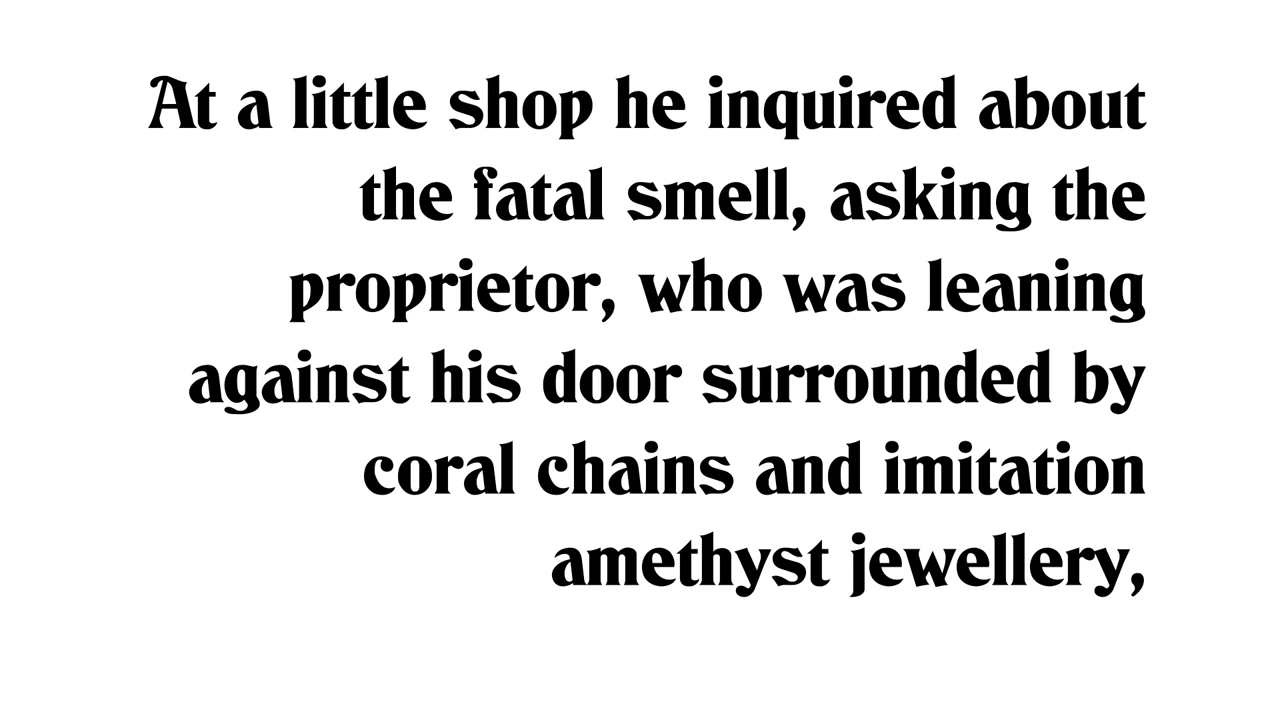 At a little shop he inquired about
the fatal smell, asking the
proprietor, who was leaning
against his door surrounded by
coral chains and imitation
amethyst jewellery,